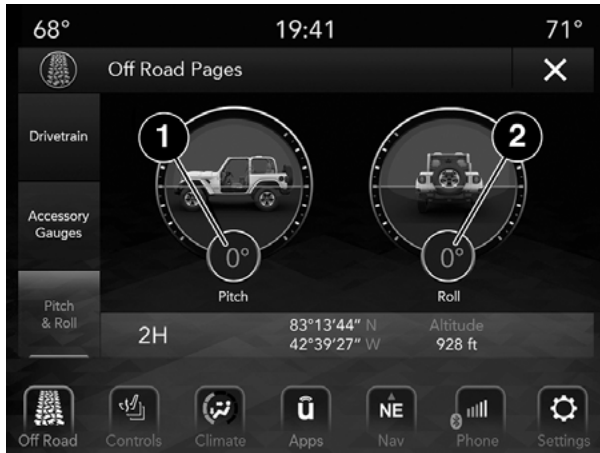 68° 19:41 71°
Off Road Pages
Drivetrain
Accessory
Gauges
Pitch
& Roll
1
2
0°
0°
Pitch
Roll
2H
83°13'44" N
42°39'27" W
Altitude
928 ft
û
NE
Off Road Controls Climate Apps Nav Phone Settings